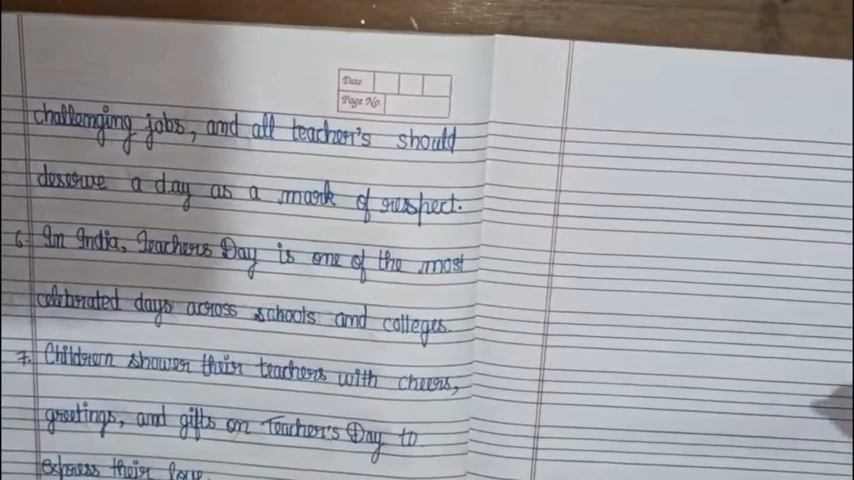 Date
Page No.
challenging jobs, and all teacher's should
deserve a day as a mark of respect.
6. In India, Teachers Day is one of the most
celebrated days across schools and colleges.
7. Children shower their teachers with cheers,
greetings, and gifts on Teacher's Day to
express their love.